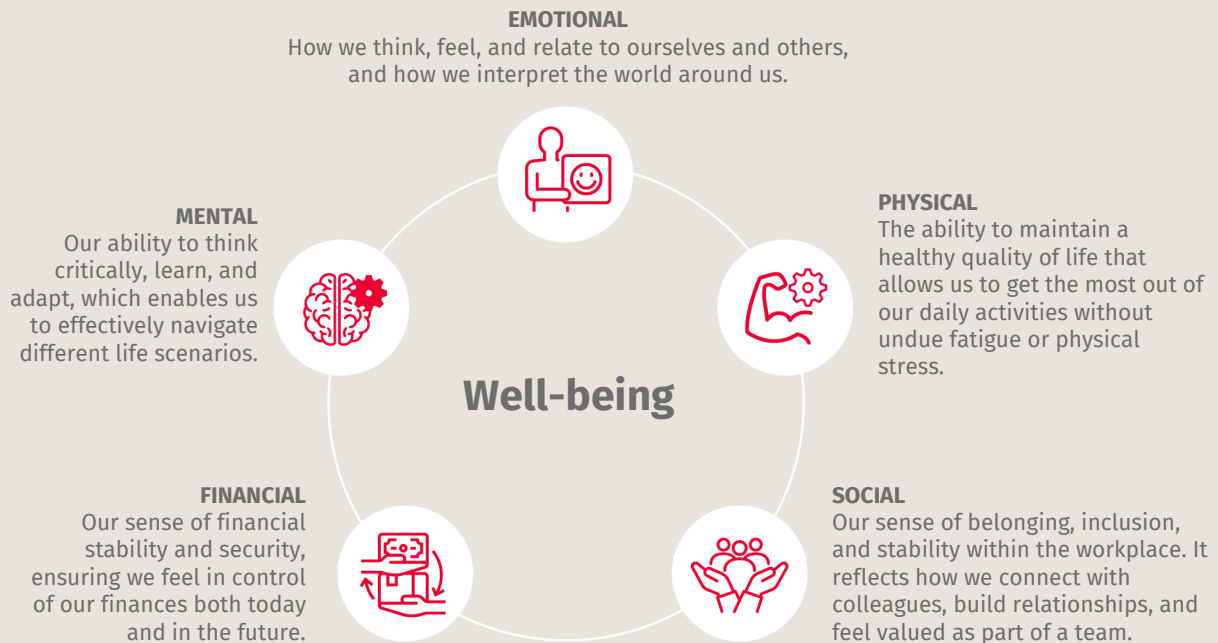 EMOTIONAL
How we think, feel, and relate to ourselves and others,
and how we interpret the world around us.
MENTAL
Our ability to think
critically, learn, and
adapt, which enables us
to effectively navigate
different life scenarios.
PHYSICAL
The ability to maintain a
healthy quality of life that
allows us to get the most out of
our daily activities without
undue fatigue or physical
stress.
Well-being
FINANCIAL
Our sense of financial
stability and security,
ensuring we feel in control
of our finances both today
and in the future.
SOCIAL
Our sense of belonging, inclusion,
and stability within the workplace. It
reflects how we connect with
colleagues, build relationships, and
feel valued as part of a team.